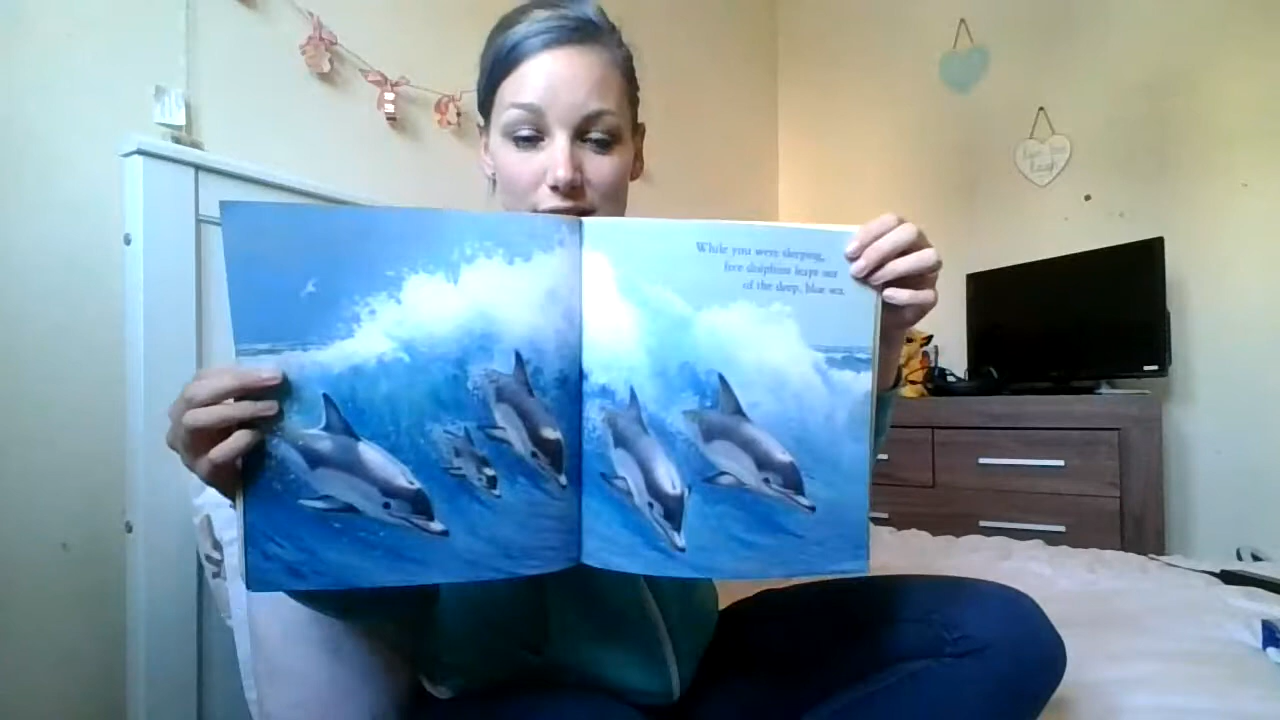 While you were sleeping,
five dolphins leapt out
of the deep, blue sea.